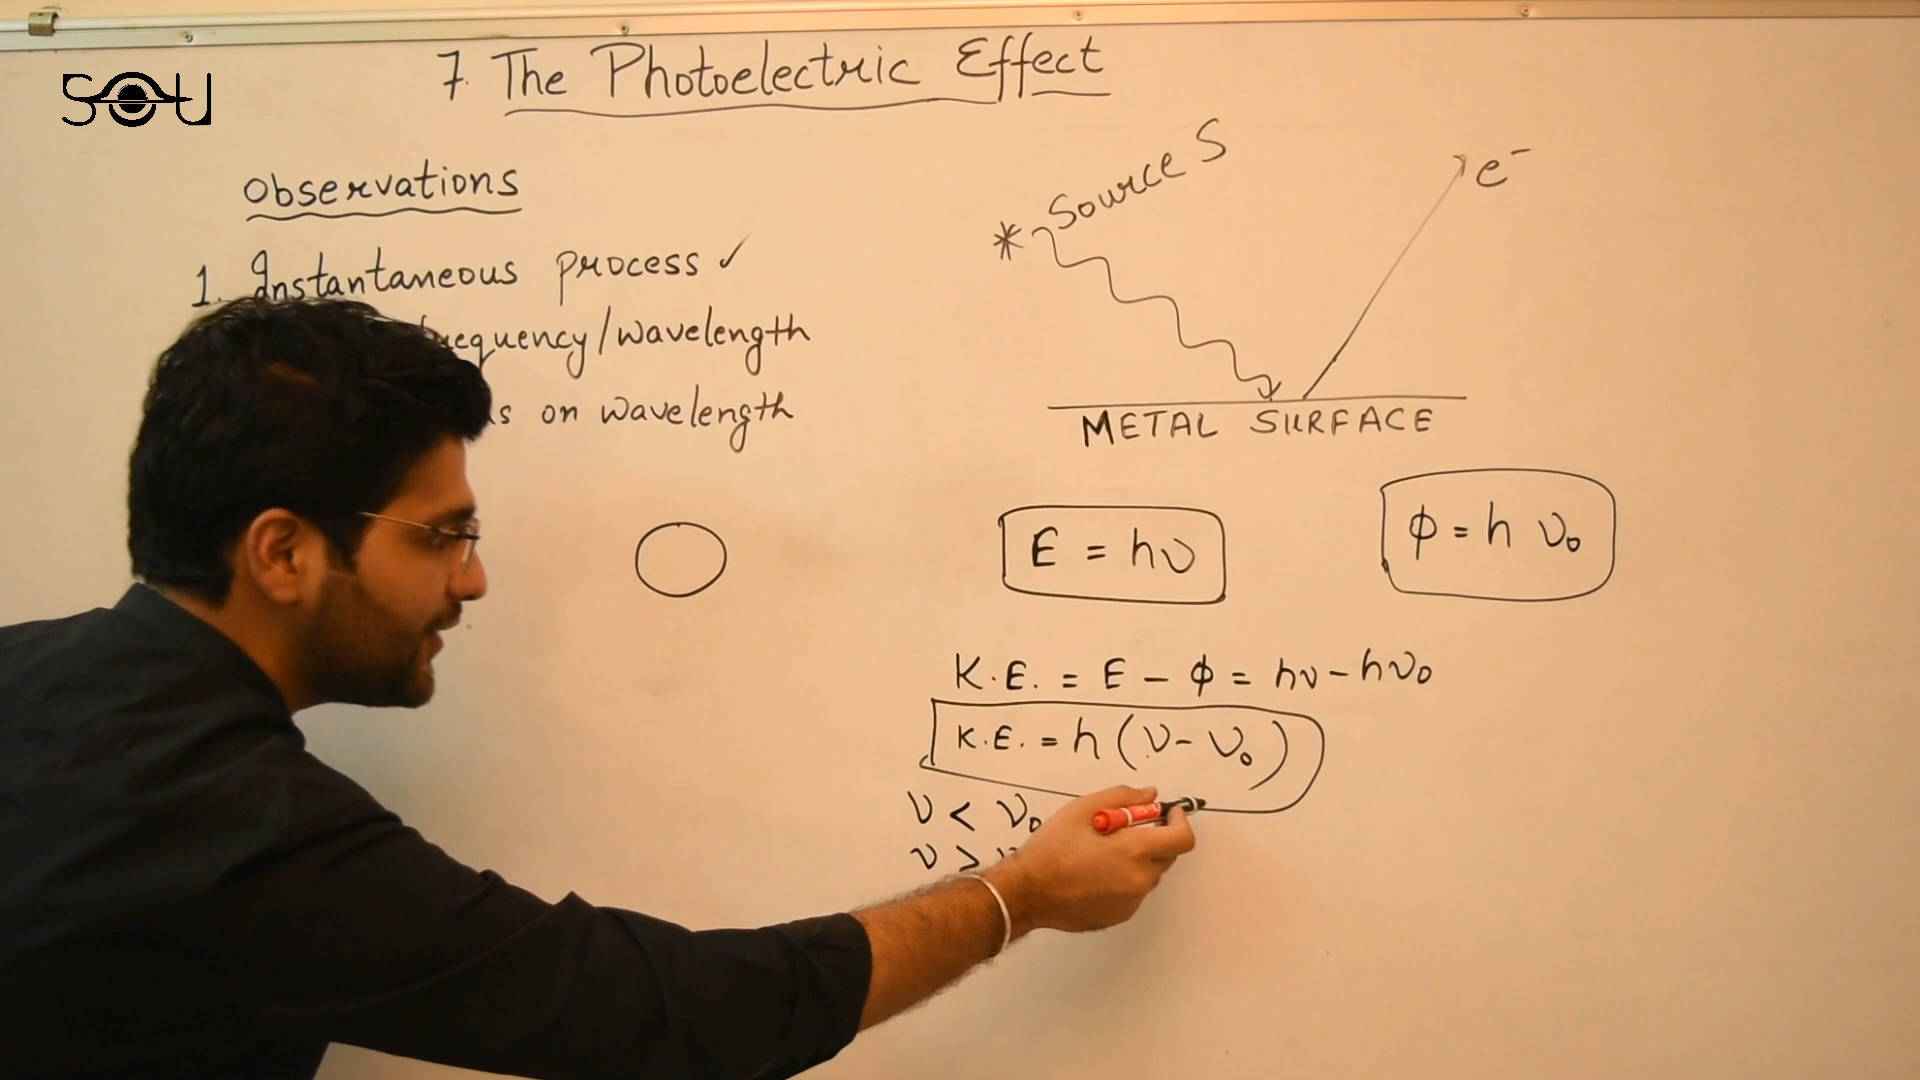 SOU
7. The Photoelectric Effect
Observations
1. Instantaneous process ✓
/wavelength
on wavelength
* Source S
e⁻
METAL SURFACE
E = hν
ϕ = h ν₀
K.E. = E - ϕ = hν - hν₀
K.E. = h (ν - ν₀)
ν < ν₀
ν >